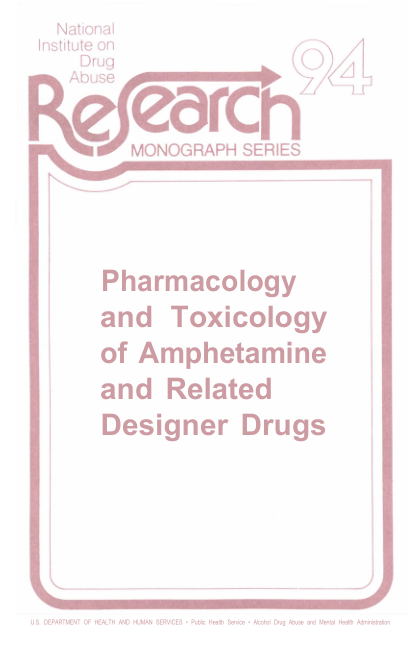 National
Institute on
Drug
Abuse
94
Research
MONOGRAPH SERIES
Pharmacology
and Toxicology
of Amphetamine
and Related
Designer Drugs
U.S. DEPARTMENT OF HEALTH AND HUMAN SERVICES • Public Health Service • Alcohol Drug Abuse and Mental Health Administration